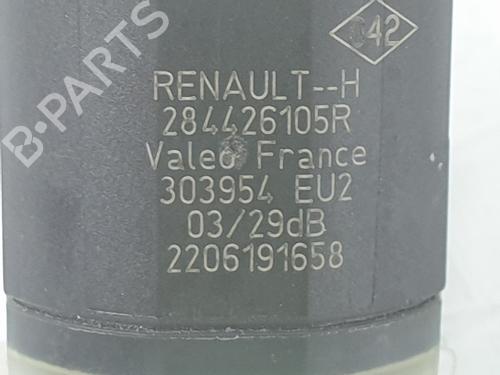 B-PARTS
042
RENAULT--H
284426105R
Valeo France
303954 EU2
03/29dB
2206191658